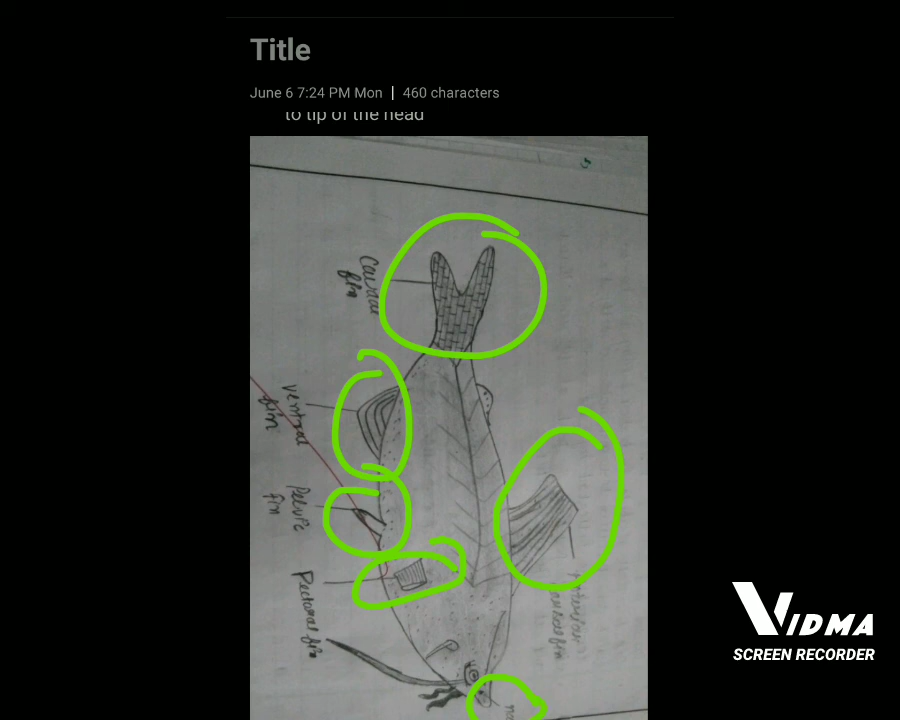 Title
June 6 7:24 PM Mon | 460 characters
to tip of the head
Caudal
fin
ventral
fin
Pelvic
fin
Pectoral fin
VIDMA
SCREEN RECORDER